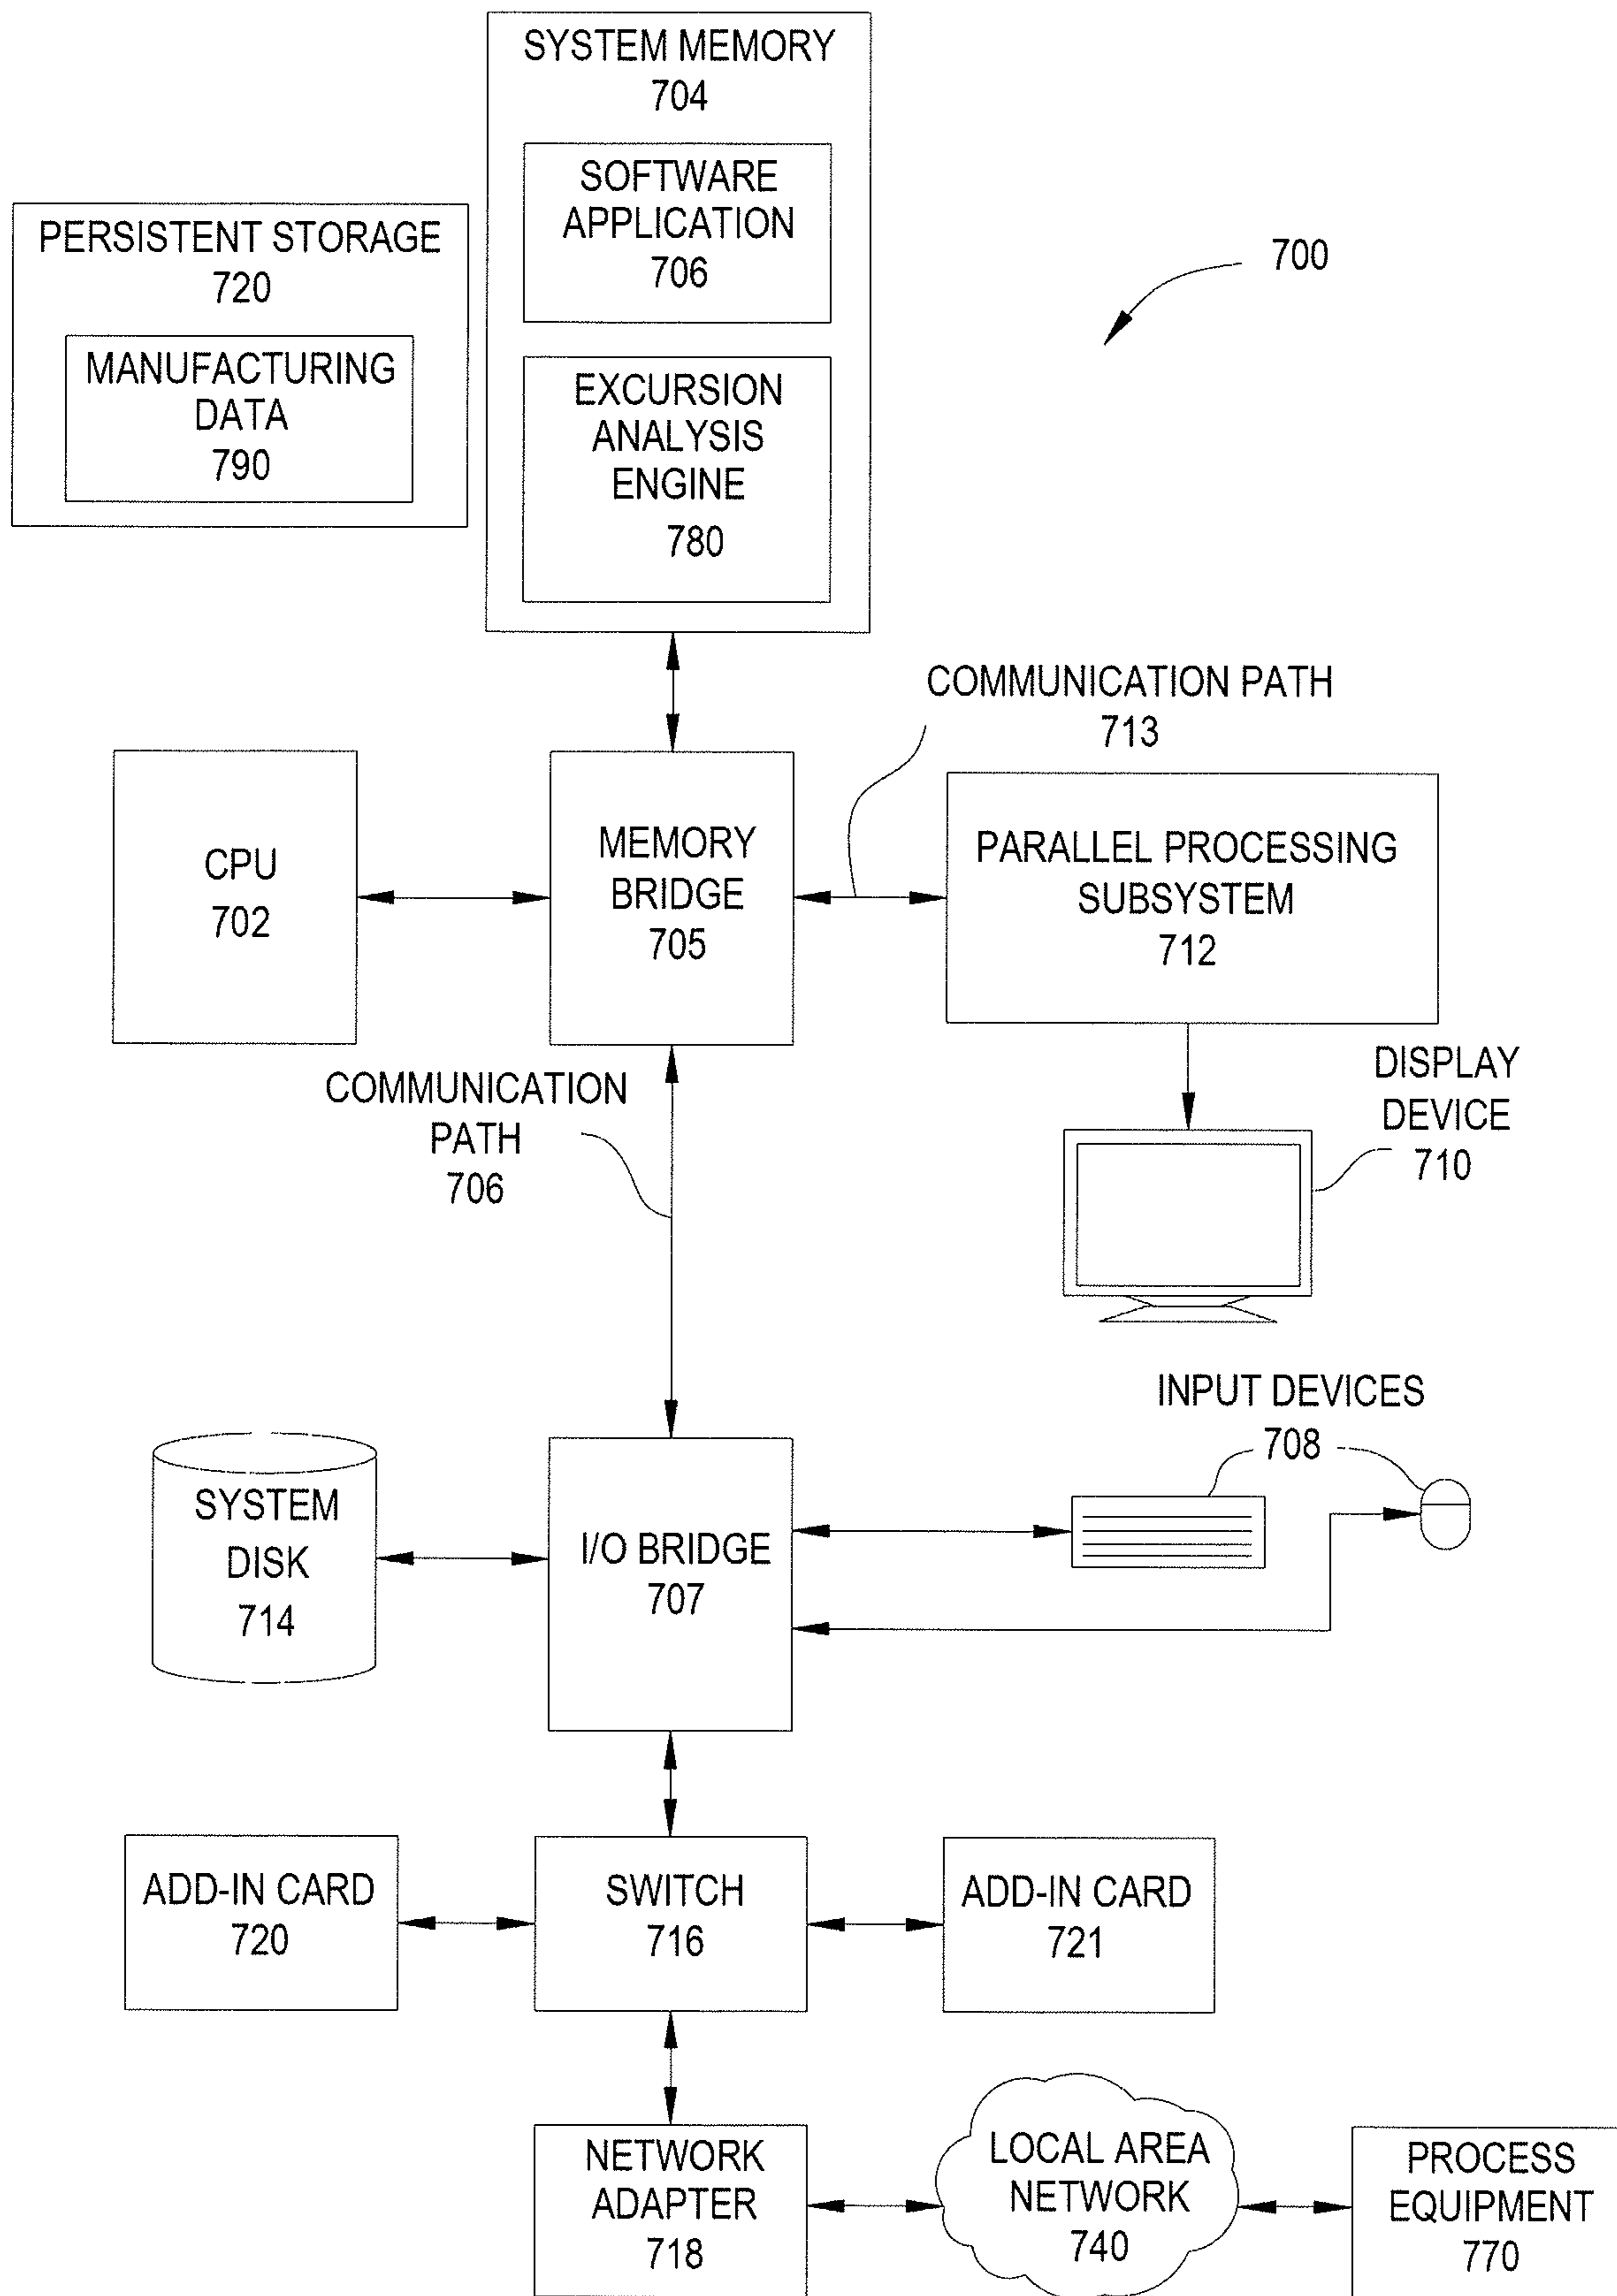 SYSTEM MEMORY
704
SOFTWARE
APPLICATION
706
PERSISTENT STORAGE
720
MANUFACTURING
DATA
790
700
EXCURSION
ANALYSIS
ENGINE
780
COMMUNICATION PATH
713
CPU
702
MEMORY
BRIDGE
705
PARALLEL PROCESSING
SUBSYSTEM
712
COMMUNICATION
PATH
706
DISPLAY
DEVICE
710
INPUT DEVICES
708
SYSTEM
DISK
714
I/O BRIDGE
707
ADD-IN CARD
720
SWITCH
716
ADD-IN CARD
721
NETWORK
ADAPTER
718
LOCAL AREA
NETWORK
740
PROCESS
EQUIPMENT
770